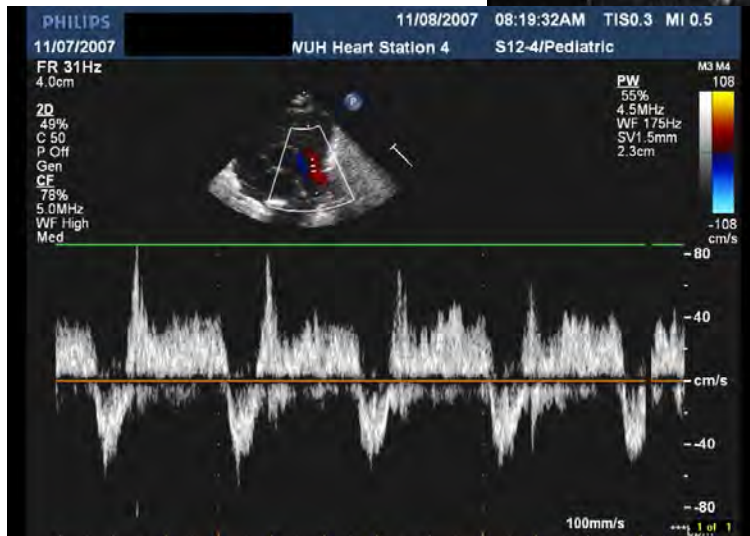 PHILIPS 11/08/2007 08:19:32AM TIS0.3 MI 0.5
11/07/2007 WUH Heart Station 4 S12-4/Pediatric
FR 31Hz
4.0cm
2D
49%
C 50
P Off
Gen
CF
78%
5.0MHz
WF High
Med
P
PW
55%
4.5MHz
WF 175Hz
SV1.5mm
2.3cm
M3 M4
108
-108
cm/s
-80
-40
cm/s
-40
-80
100mm/s
1 of 1